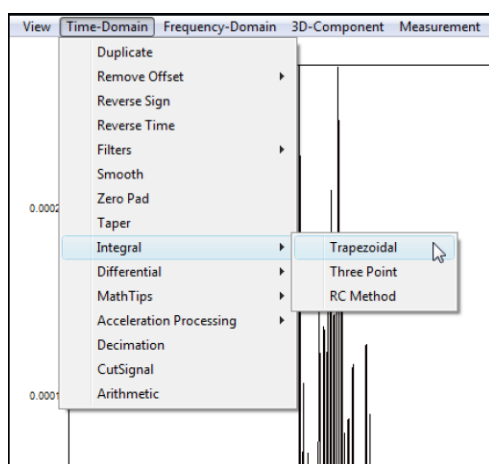 View Time-Domain Frequency-Domain 3D-Component Measurement
Duplicate
Remove Offset
Reverse Sign
Reverse Time
Filters
Smooth
Zero Pad
Taper
Integral
Differential
MathTips
Acceleration Processing
Decimation
CutSignal
Arithmetic
Trapezoidal
Three Point
RC Method
0.0002
0.0001